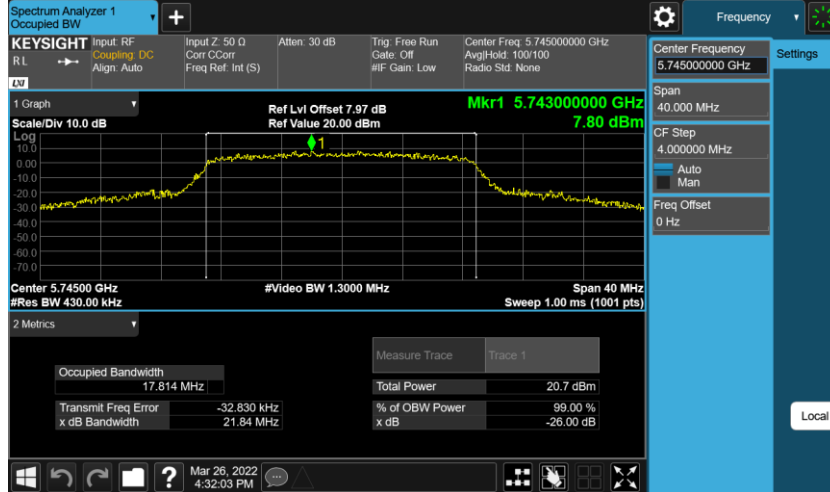 Spectrum Analyzer 1
Occupied BW
Frequency
KEYSIGHT
R L
LXI
Input: RF
Coupling: DC
Align: Auto
Input Z: 50 Ω
Corr CCorr
Freq Ref: Int (S)
Atten: 30 dB
Trig: Free Run
Gate: Off
#IF Gain: Low
Center Freq: 5.745000000 GHz
Avg|Hold: 100/100
Radio Std: None
Center Frequency
5.745000000 GHz
Settings
Span
40.000 MHz
CF Step
4.000000 MHz
Auto
Man
Freq Offset
0 Hz
Local
1 Graph
Scale/Div 10.0 dB
Ref Lvl Offset 7.97 dB
Ref Value 20.00 dBm
Mkr1 5.743000000 GHz
7.80 dBm
Log
10.0
0.00
-10.0
-20.0
-30.0
-40.0
-50.0
-60.0
-70.0
1
Center 5.74500 GHz
#Res BW 430.00 kHz
#Video BW 1.3000 MHz
Span 40 MHz
Sweep 1.00 ms (1001 pts)
2 Metrics
Measure Trace
Trace 1
Occupied Bandwidth
17.814 MHz
Total Power
20.7 dBm
Transmit Freq Error
-32.830 kHz
% of OBW Power
99.00 %
x dB Bandwidth
21.84 MHz
x dB
-26.00 dB
Mar 26, 2022
4:32:03 PM